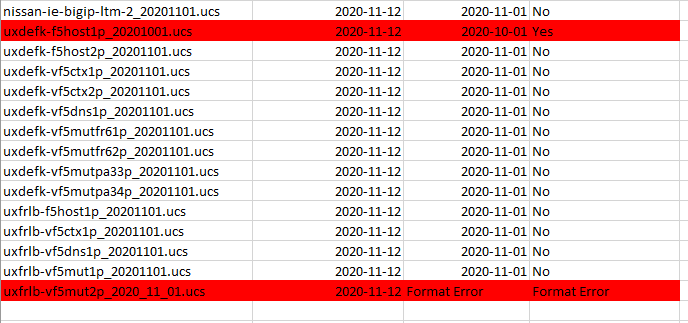 nissan-ie-bigip-ltm-2_20201101.ucs 2020-11-12 2020-11-01 No
uxdefk-f5host1p_20201001.ucs 2020-11-12 2020-10-01 Yes
uxdefk-f5host2p_20201101.ucs 2020-11-12 2020-11-01 No
uxdefk-vf5ctx1p_20201101.ucs 2020-11-12 2020-11-01 No
uxdefk-vf5ctx2p_20201101.ucs 2020-11-12 2020-11-01 No
uxdefk-vf5dns1p_20201101.ucs 2020-11-12 2020-11-01 No
uxdefk-vf5mutfr61p_20201101.ucs 2020-11-12 2020-11-01 No
uxdefk-vf5mutfr62p_20201101.ucs 2020-11-12 2020-11-01 No
uxdefk-vf5mutpa33p_20201101.ucs 2020-11-12 2020-11-01 No
uxdefk-vf5mutpa34p_20201101.ucs 2020-11-12 2020-11-01 No
uxfrlb-f5host1p_20201101.ucs 2020-11-12 2020-11-01 No
uxfrlb-vf5ctx1p_20201101.ucs 2020-11-12 2020-11-01 No
uxfrlb-vf5dns1p_20201101.ucs 2020-11-12 2020-11-01 No
uxfrlb-vf5mut1p_20201101.ucs 2020-11-12 2020-11-01 No
uxfrlb-vf5mut2p_2020_11_01.ucs 2020-11-12 Format Error Format Error